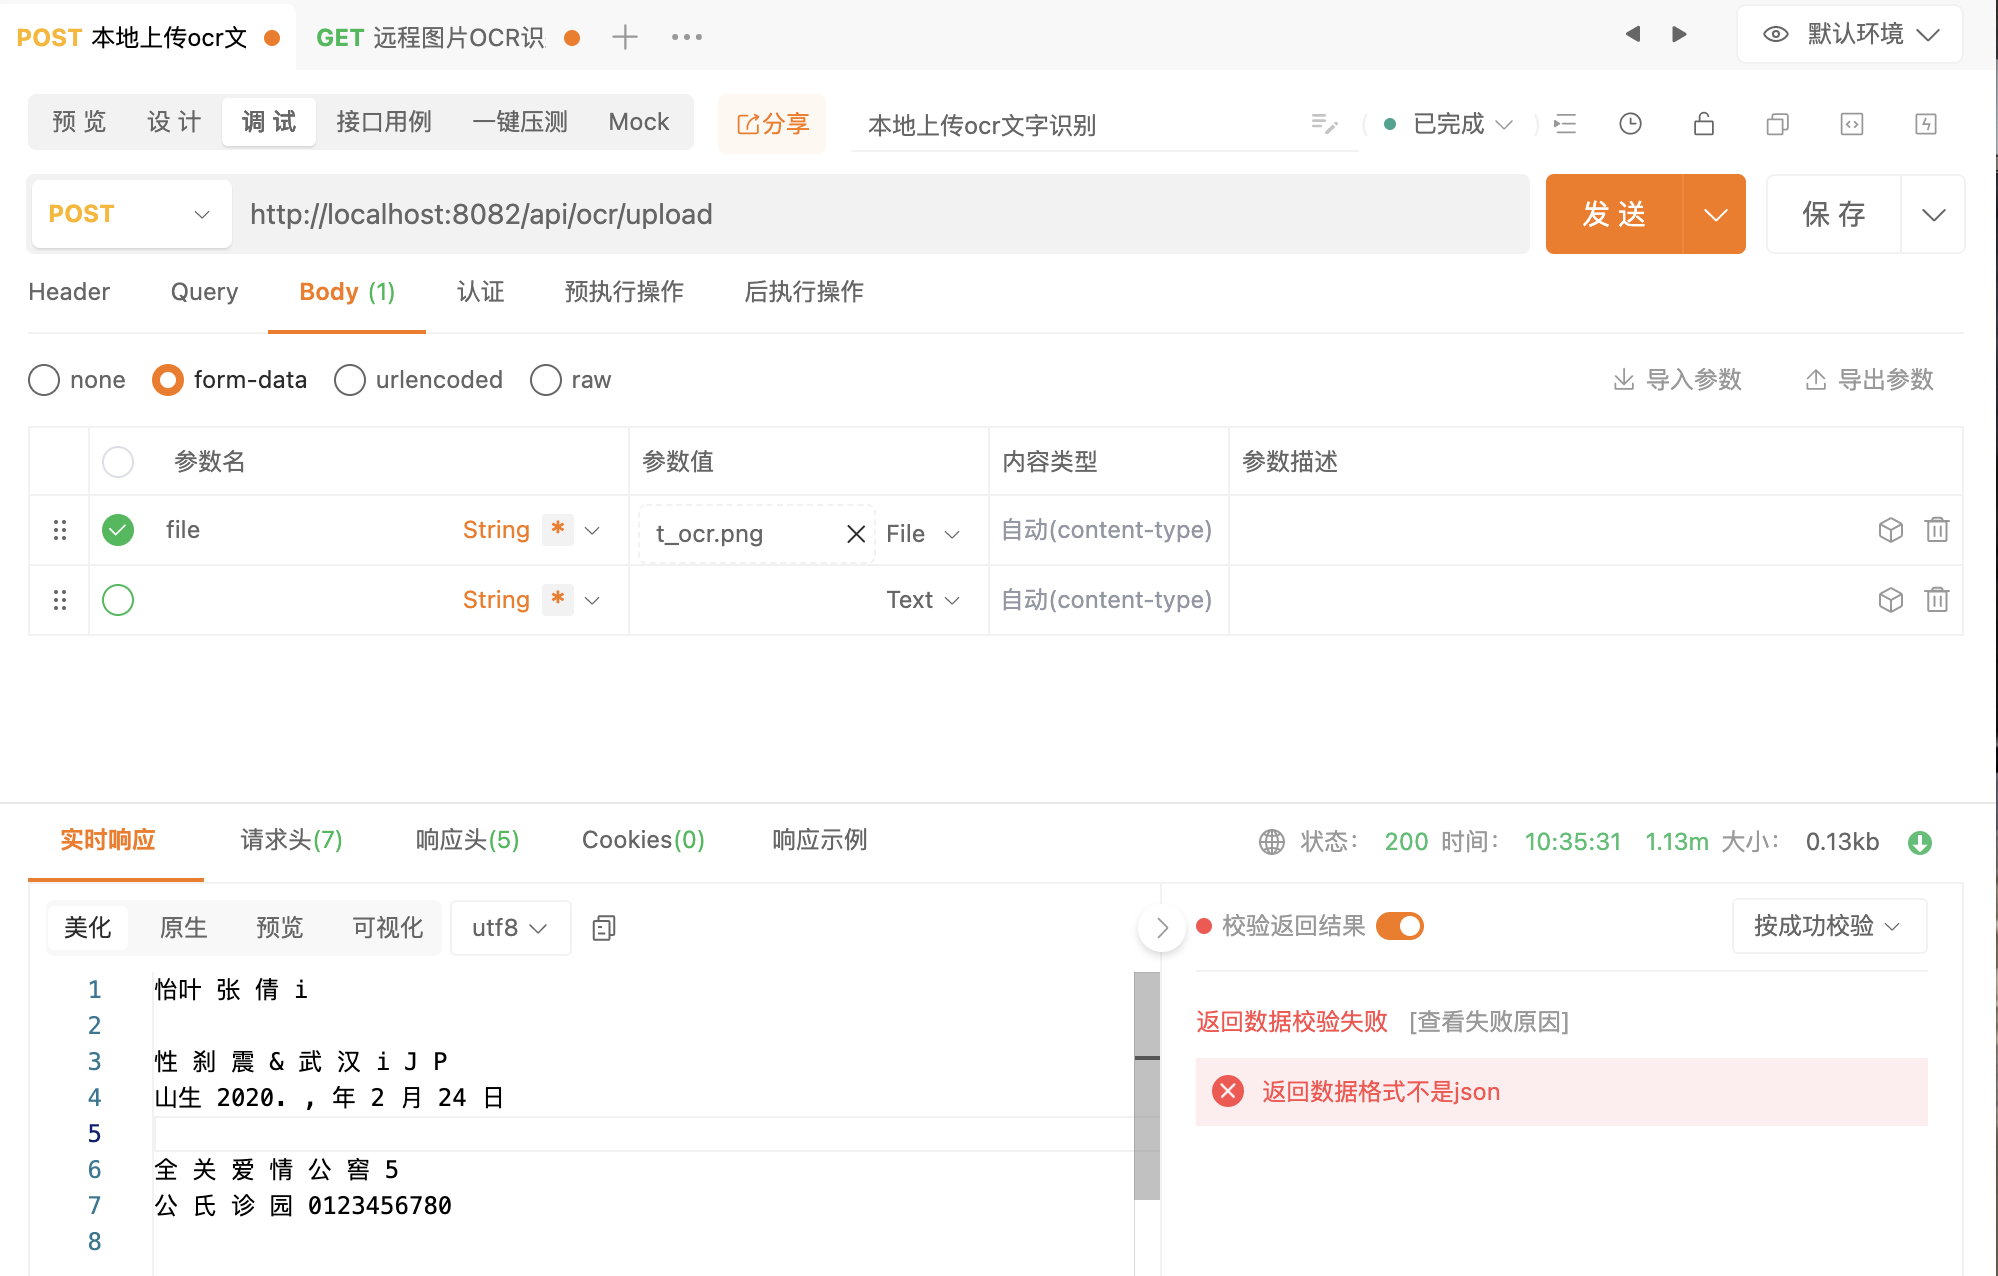 POST 本地上传ocr文
GET 远程图片OCR识
默认环境
预 览 设 计 调 试 接口用例 一键压测 Mock
分享
本地上传ocr文字识别
已完成
POST http://localhost:8082/api/ocr/upload
发 送
保 存
Header Query Body (1) 认证 预执行操作 后执行操作
none form-data urlencoded raw
导入参数 导出参数
参数名 参数值 内容类型 参数描述
file String * t_ocr.png File 自动(content-type)
String * Text 自动(content-type)
实时响应 请求头(7) 响应头(5) Cookies(0) 响应示例
状态: 200 时间: 10:35:31 1.13m 大小: 0.13kb
美化 原生 预览 可视化 utf8
校验返回结果 按成功校验
1 怡叶 张 倩 i
2
3 性 刹 震 & 武 汉 i J P
4 山生 2020. , 年 2 月 24 日
5
6 全 关 爱 情 公 窖 5
7 公 氏 诊 园 0123456780
8
返回数据校验失败 [查看失败原因]
返回数据格式不是json